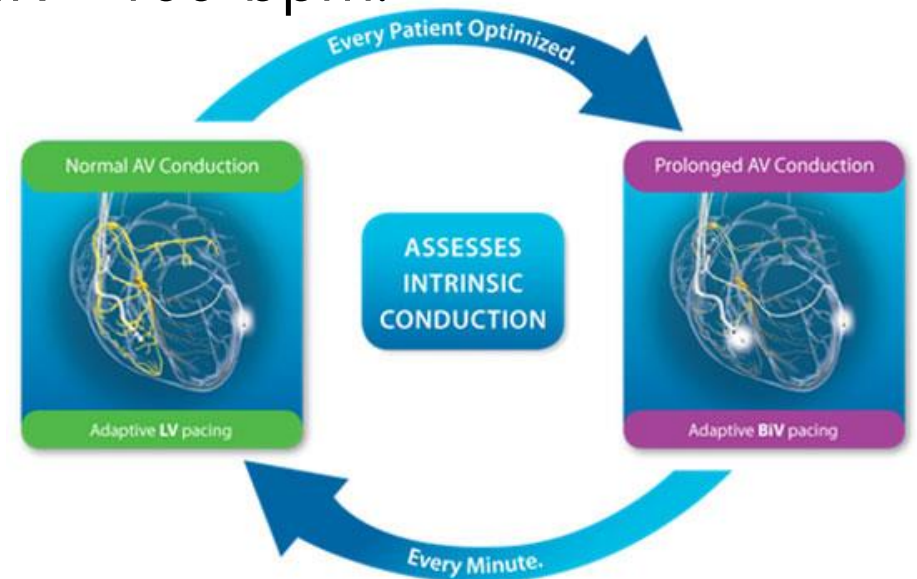 Every Patient Optimized.
Normal AV Conduction
Prolonged AV Conduction
ASSESSES
INTRINSIC
CONDUCTION
Adaptive LV pacing
Adaptive BiV pacing
Every Minute.